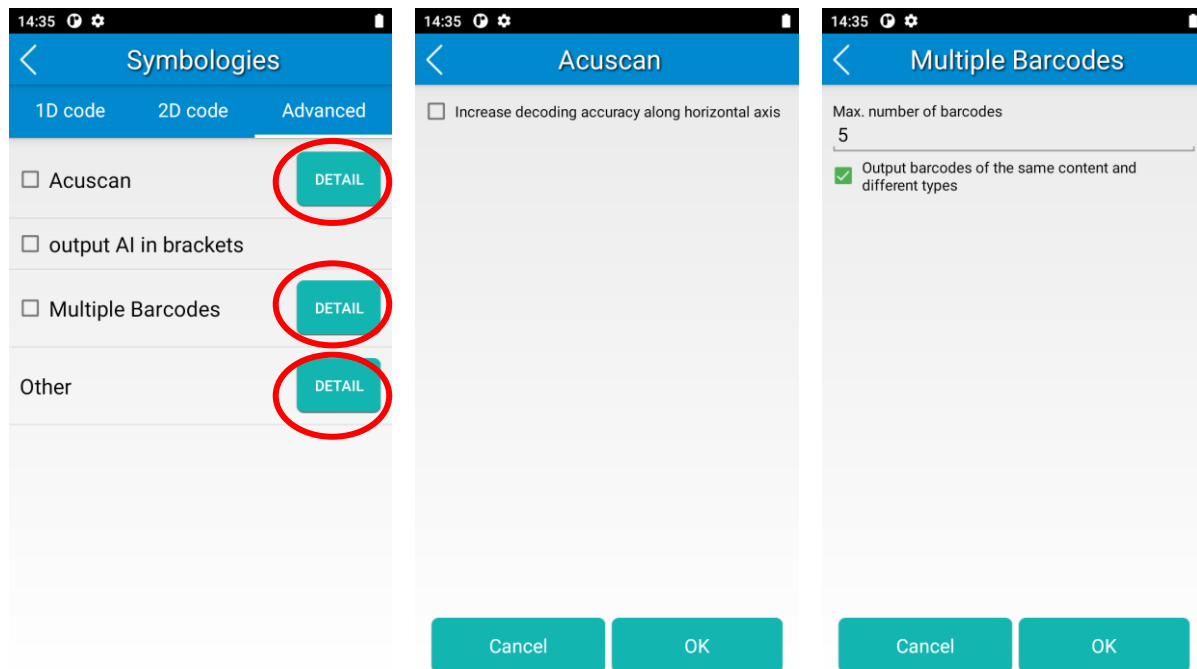 14:35
Symbologies
1D code 2D code Advanced
Acuscan DETAIL
output AI in brackets
Multiple Barcodes DETAIL
Other DETAIL
14:35
Acuscan
Increase decoding accuracy along horizontal axis
Cancel OK
14:35
Multiple Barcodes
Max. number of barcodes
5
Output barcodes of the same content and
different types
Cancel OK